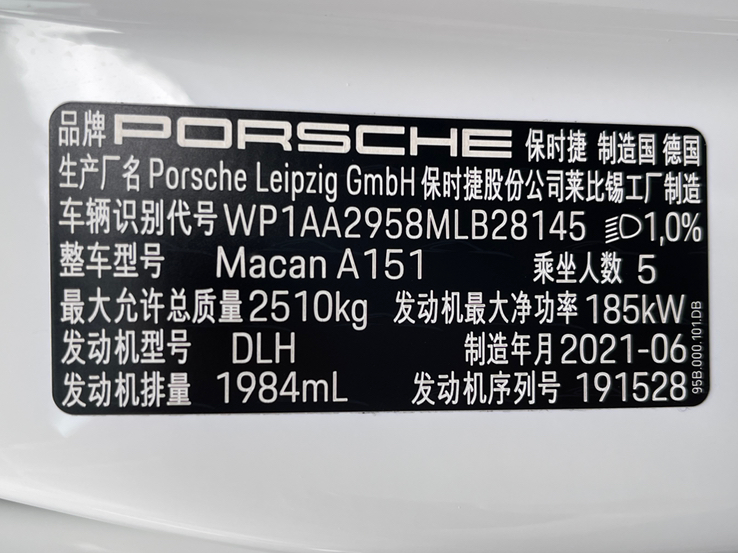 品牌 PORSCHE 保时捷 制造国 德国
生产厂名 Porsche Leipzig GmbH 保时捷股份公司莱比锡工厂制造
车辆识别代号 WP1AA2958MLB28145 1,0%
整车型号 Macan A151 乘坐人数 5
最大允许总质量 2510kg 发动机最大净功率 185kW
发动机型号 DLH 制造年月 2021-06
发动机排量 1984mL 发动机序列号 191528
95B.000.101.DB